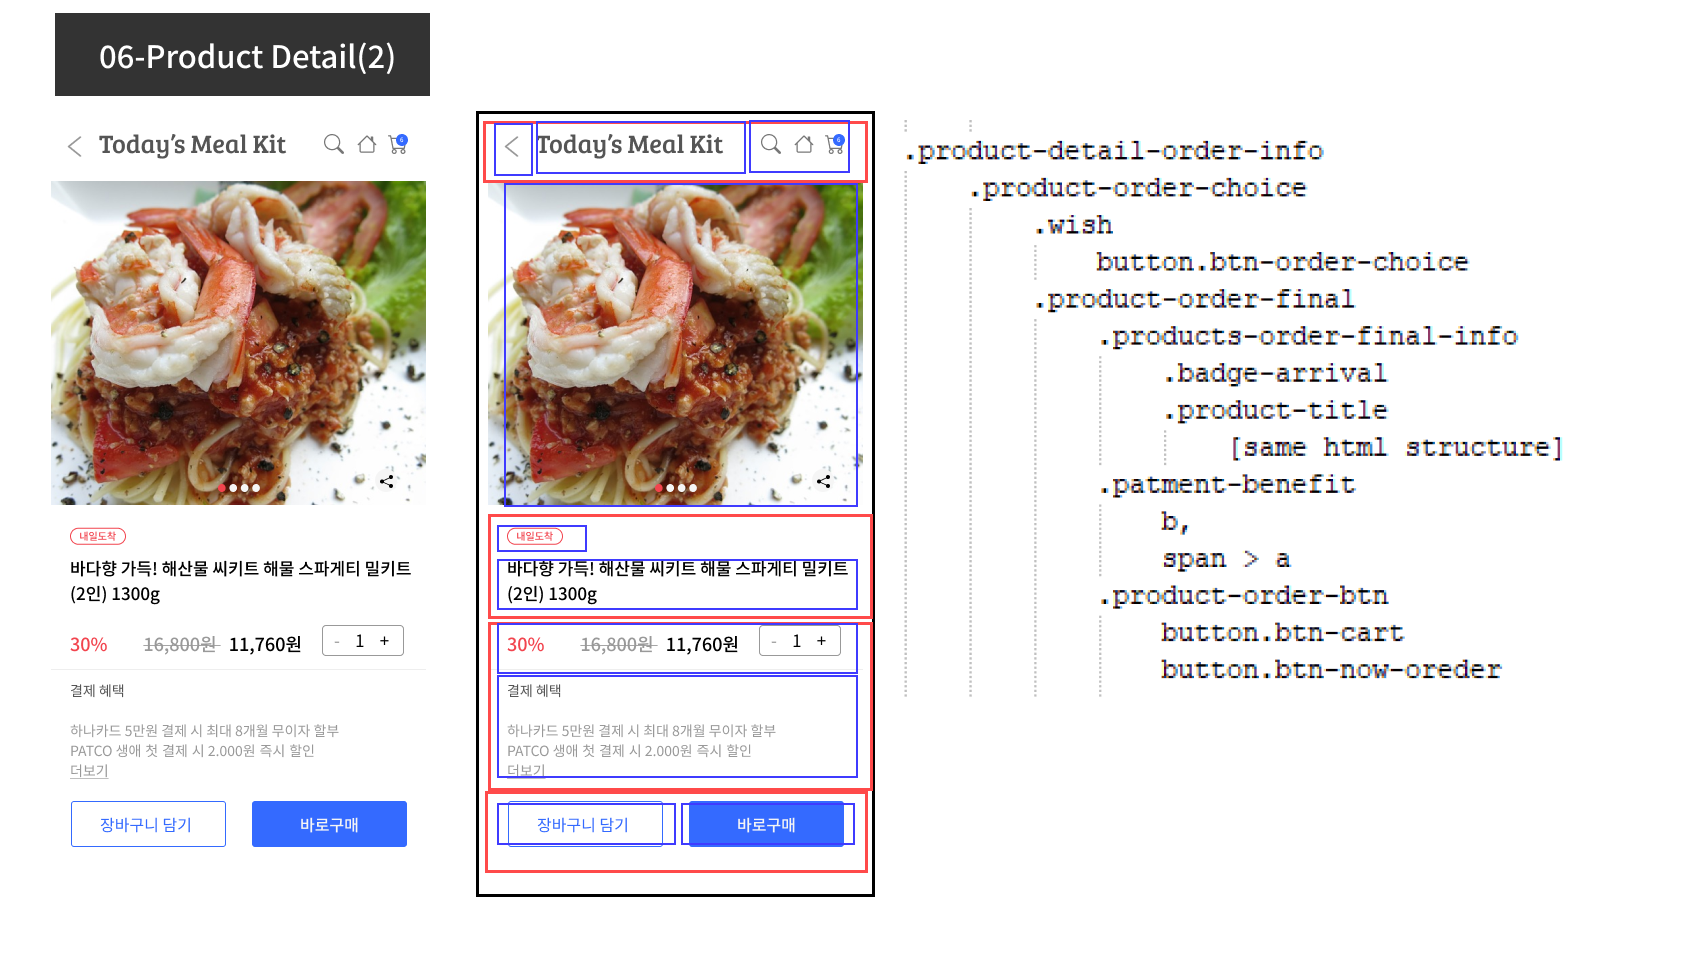 06-Product Detail(2)
Today's Meal Kit
6
내일도착
바다향 가득! 해산물 씨키트 해물 스파게티 밀키트
(2인) 1300g
30% 16,800원 11,760원 - 1 +
결제 혜택
하나카드 5만원 결제 시 최대 8개월 무이자 할부
PATCO 생애 첫 결제 시 2.000원 즉시 할인
더보기
장바구니 담기 바로구매
Today's Meal Kit
6
내일도착
바다향 가득! 해산물 씨키트 해물 스파게티 밀키트
(2인) 1300g
30% 16,800원 11,760원 - 1 +
결제 혜택
하나카드 5만원 결제 시 최대 8개월 무이자 할부
PATCO 생애 첫 결제 시 2.000원 즉시 할인
더보기
장바구니 담기 바로구매
.product-detail-order-info
.product-order-choice
.wish
button.btn-order-choice
.product-order-final
.products-order-final-info
.badge-arrival
.product-title
[same html structure]
.patment-benefit
b,
span > a
.product-order-btn
button.btn-cart
button.btn-now-oreder